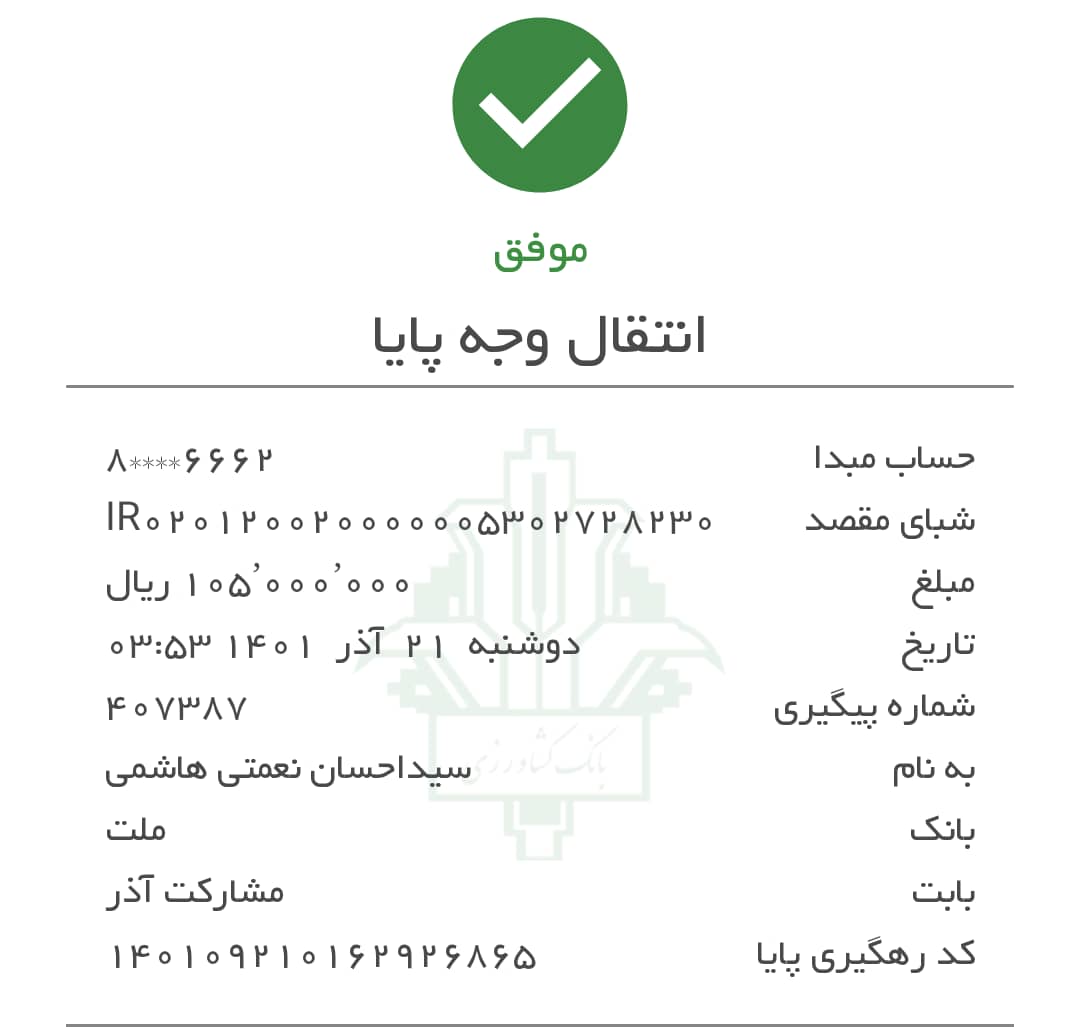 موفق
انتقال وجه پایا
حساب مبدا ۸****۶۶۶۲
شبای مقصد IR۰۲۰۱۲۰۰۲۰۰۰۰۰۰۵۳۰۲۷۲۸۲۳۰
مبلغ ۱۰۵٬۰۰۰٬۰۰۰ ریال
تاریخ دوشنبه ۲۱ آذر ۱۴۰۱ ۰۳:۵۳
شماره پیگیری ۴۰۷۳۸۷
به نام سیداحسان نعمتی هاشمی
بانک ملت
بابت مشارکت آذر
کد رهگیری پایا ۱۴۰۱۰۹۲۱۰۱۶۲۹۲۶۸۶۵
بانک کشاورزی